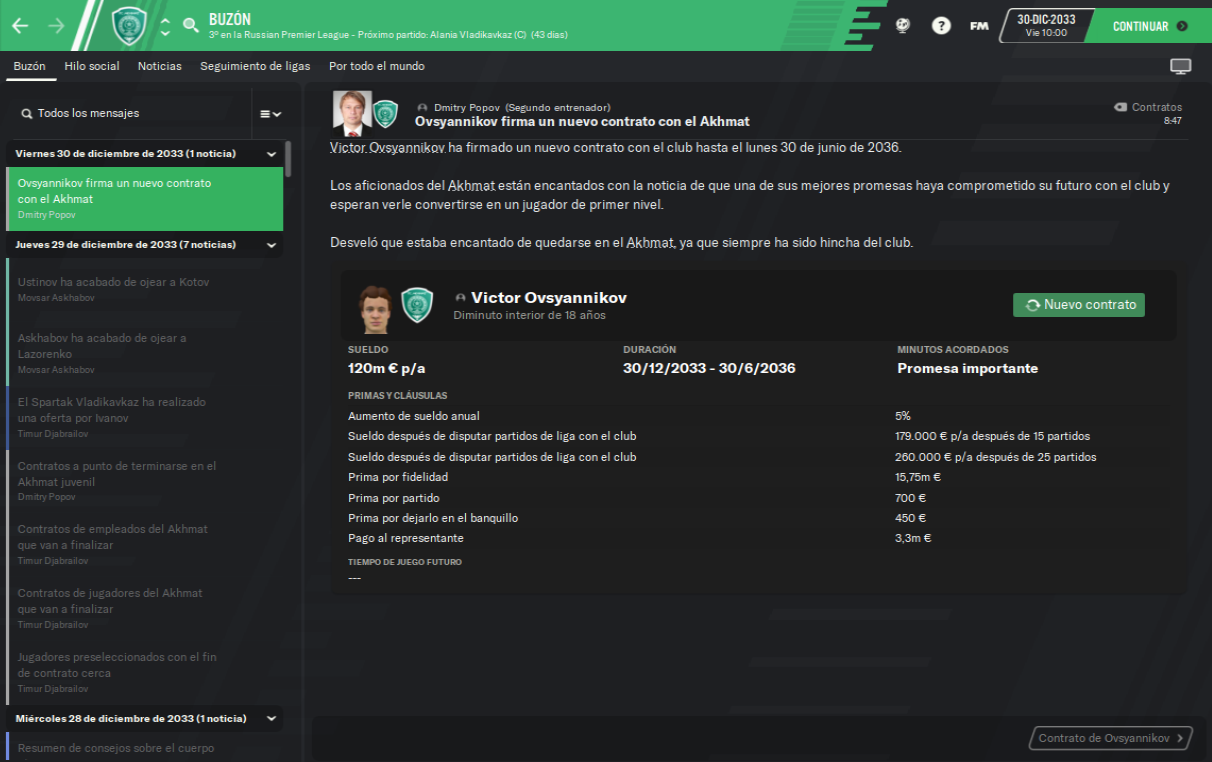 BUZÓN
3º en la Russian Premier League - Próximo partido: Alania Vladikavkaz (C) (43 días)
?
FM
30-DIC-2033
Vie 10:00
CONTINUAR
Buzón
Hilo social
Noticias
Seguimiento de ligas
Por todo el mundo
Todos los mensajes
Viernes 30 de diciembre de 2033 (1 noticia)
Ovsyannikov firma un nuevo contrato
con el Akhmat
Dmitry Popov
Jueves 29 de diciembre de 2033 (7 noticias)
Ustinov ha acabado de ojear a Kotov
Movsar Askhabov
Askhabov ha acabado de ojear a
Lazorenko
Movsar Askhabov
El Spartak Vladikavkaz ha realizado
una oferta por Ivanov
Timur Djabrailov
Contratos a punto de terminarse en el
Akhmat juvenil
Dmitry Popov
Contratos de empleados del Akhmat
que van a finalizar
Timur Djabrailov
Contratos de jugadores del Akhmat
que van a finalizar
Timur Djabrailov
Jugadores preseleccionados con el fin
de contrato cerca
Timur Djabrailov
Miércoles 28 de diciembre de 2033 (1 noticia)
Resumen de consejos sobre el cuerpo
Dmitry Popov (Segundo entrenador)
Ovsyannikov firma un nuevo contrato con el Akhmat
Contratos
8:47
Victor Ovsyannikov ha firmado un nuevo contrato con el club hasta el lunes 30 de junio de 2036.
Los aficionados del Akhmat están encantados con la noticia de que una de sus mejores promesas haya comprometido su futuro con el club y
esperan verle convertirse en un jugador de primer nivel.
Desveló que estaba encantado de quedarse en el Akhmat, ya que siempre ha sido hincha del club.
Victor Ovsyannikov
Diminuto interior de 18 años
Nuevo contrato
SUELDO
DURACIÓN
MINUTOS ACORDADOS
120m € p/a
30/12/2033 - 30/6/2036
Promesa importante
PRIMAS Y CLÁUSULAS
Aumento de sueldo anual
5%
Sueldo después de disputar partidos de liga con el club
179.000 € p/a después de 15 partidos
Sueldo después de disputar partidos de liga con el club
260.000 € p/a después de 25 partidos
Prima por fidelidad
15,75m €
Prima por partido
700 €
Prima por dejarlo en el banquillo
450 €
Pago al representante
3,3m €
TIEMPO DE JUEGO FUTURO
---
Contrato de Ovsyannikov